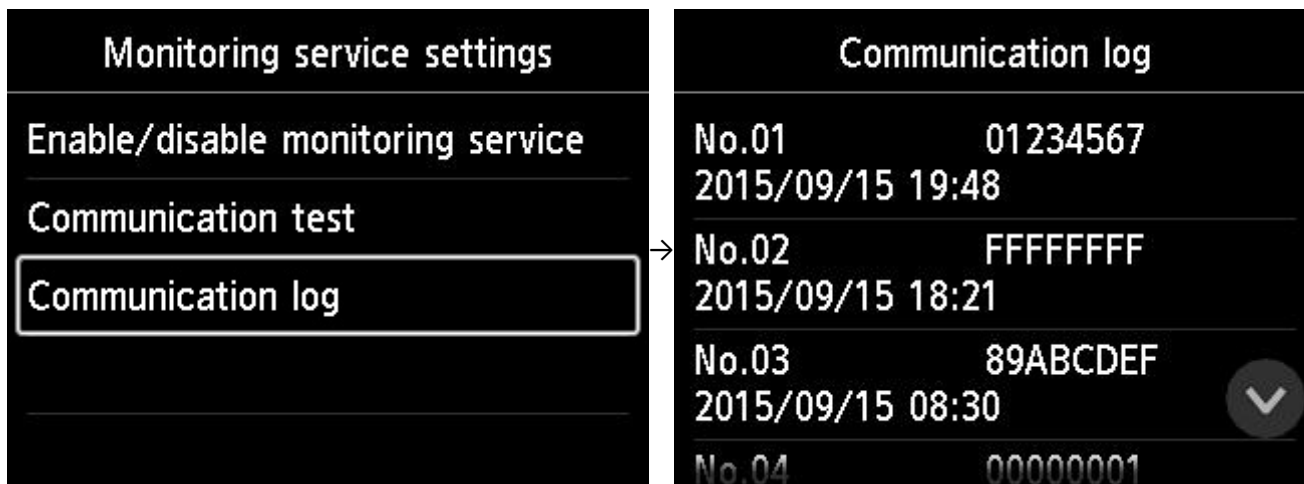 Monitoring service settings
Enable/disable monitoring service
Communication test
Communication log
→
Communication log
No.01 01234567
2015/09/15 19:48
No.02 FFFFFFFF
2015/09/15 18:21
No.03 89ABCDEF
2015/09/15 08:30
No.04 00000001